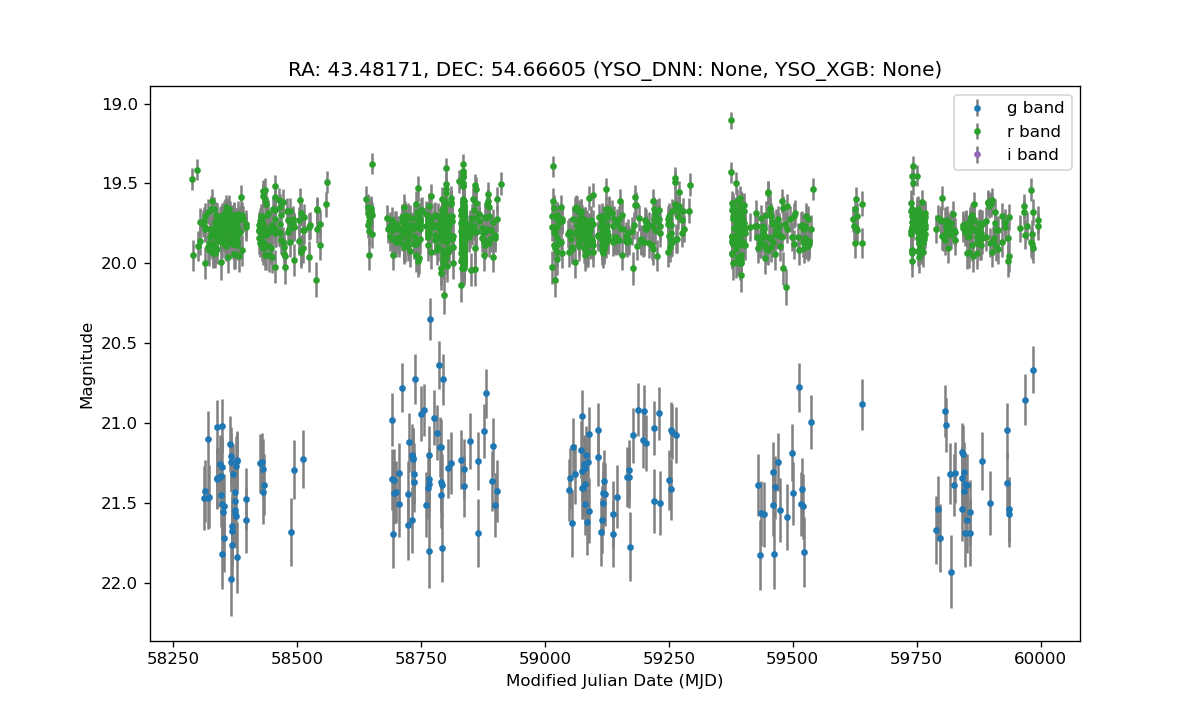 RA: 43.48171, DEC: 54.66605 (YSO_DNN: None, YSO_XGB: None)
g band
r band
i band
19.0
19.5
20.0
20.5
21.0
21.5
22.0
Magnitude
58250 58500 58750 59000 59250 59500 59750 60000
Modified Julian Date (MJD)